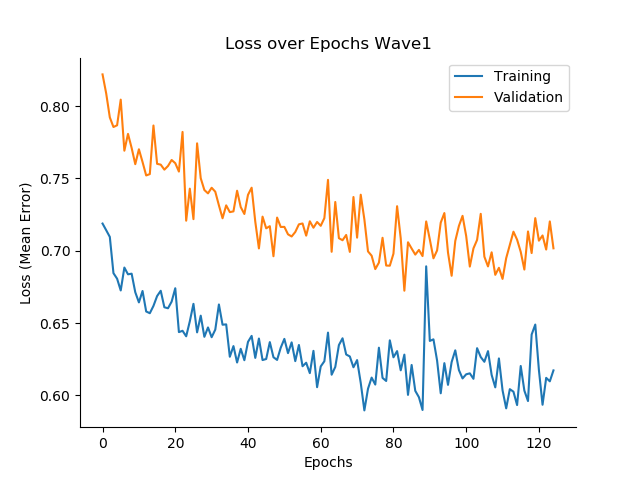 Loss over Epochs Wave1
Training
Validation
0.80
0.75
0.70
0.65
0.60
Loss (Mean Error)
0 20 40 60 80 100 120
Epochs